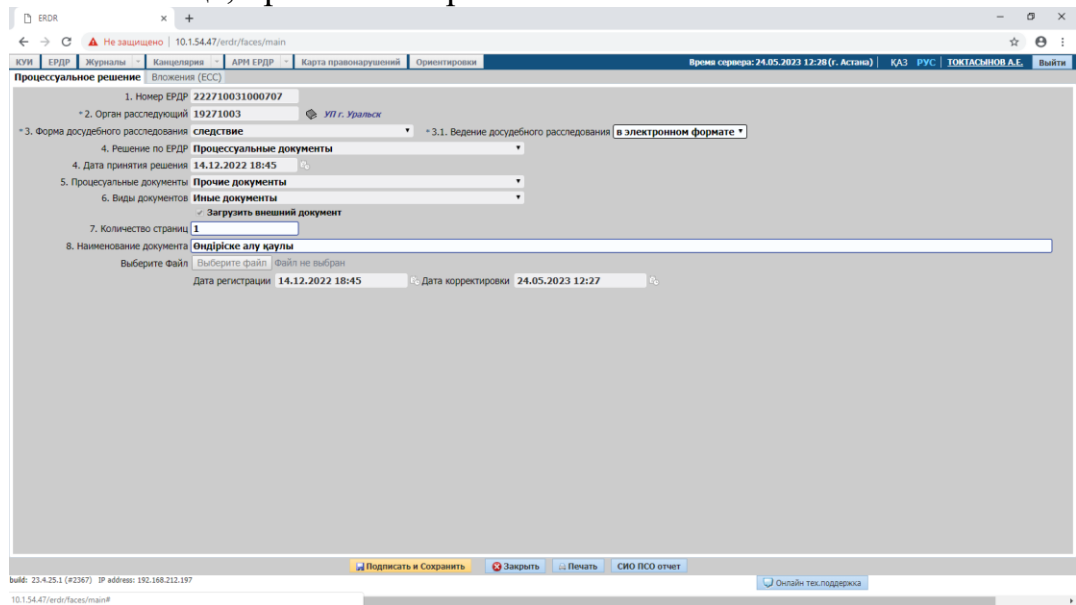 ERDR
Не защищено | 10.1.54.47/erdr/faces/main
КУИ ЕРДР Журналы Канцелярия АРМ ЕРДР Карта правонарушений Ориентировки Время сервера: 24.05.2023 12:28 (г. Астана) ҚАЗ РУС ТОКТАСЫНОВ А.Е. Выйти
Процессуальное решение Вложения (ЕСС)
1. Номер ЕРДР 222710031000707
* 2. Орган расследующий 19271003 УП г. Уральск
* 3. Форма досудебного расследования следствие * 3.1. Ведение досудебного расследования в электронном формате
4. Решение по ЕРДР Процессуальные документы
4. Дата принятия решения 14.12.2022 18:45
5. Процесуальные документы Прочие документы
6. Виды документов Иные документы
Загрузить внешний документ
7. Количество страниц 1
8. Наименование документа Өндіріске алу қаулы
Выберите файл Выберите файл Файл не выбран
Дата регистрации 14.12.2022 18:45 Дата корректировки 24.05.2023 12:27
Подписать и Сохранить Закрыть Печать СИО ПСО отчет
build: 23.4.25.1 (#2367) IP address: 192.168.212.197 Онлайн тех.поддержка
10.1.54.47/erdr/faces/main#